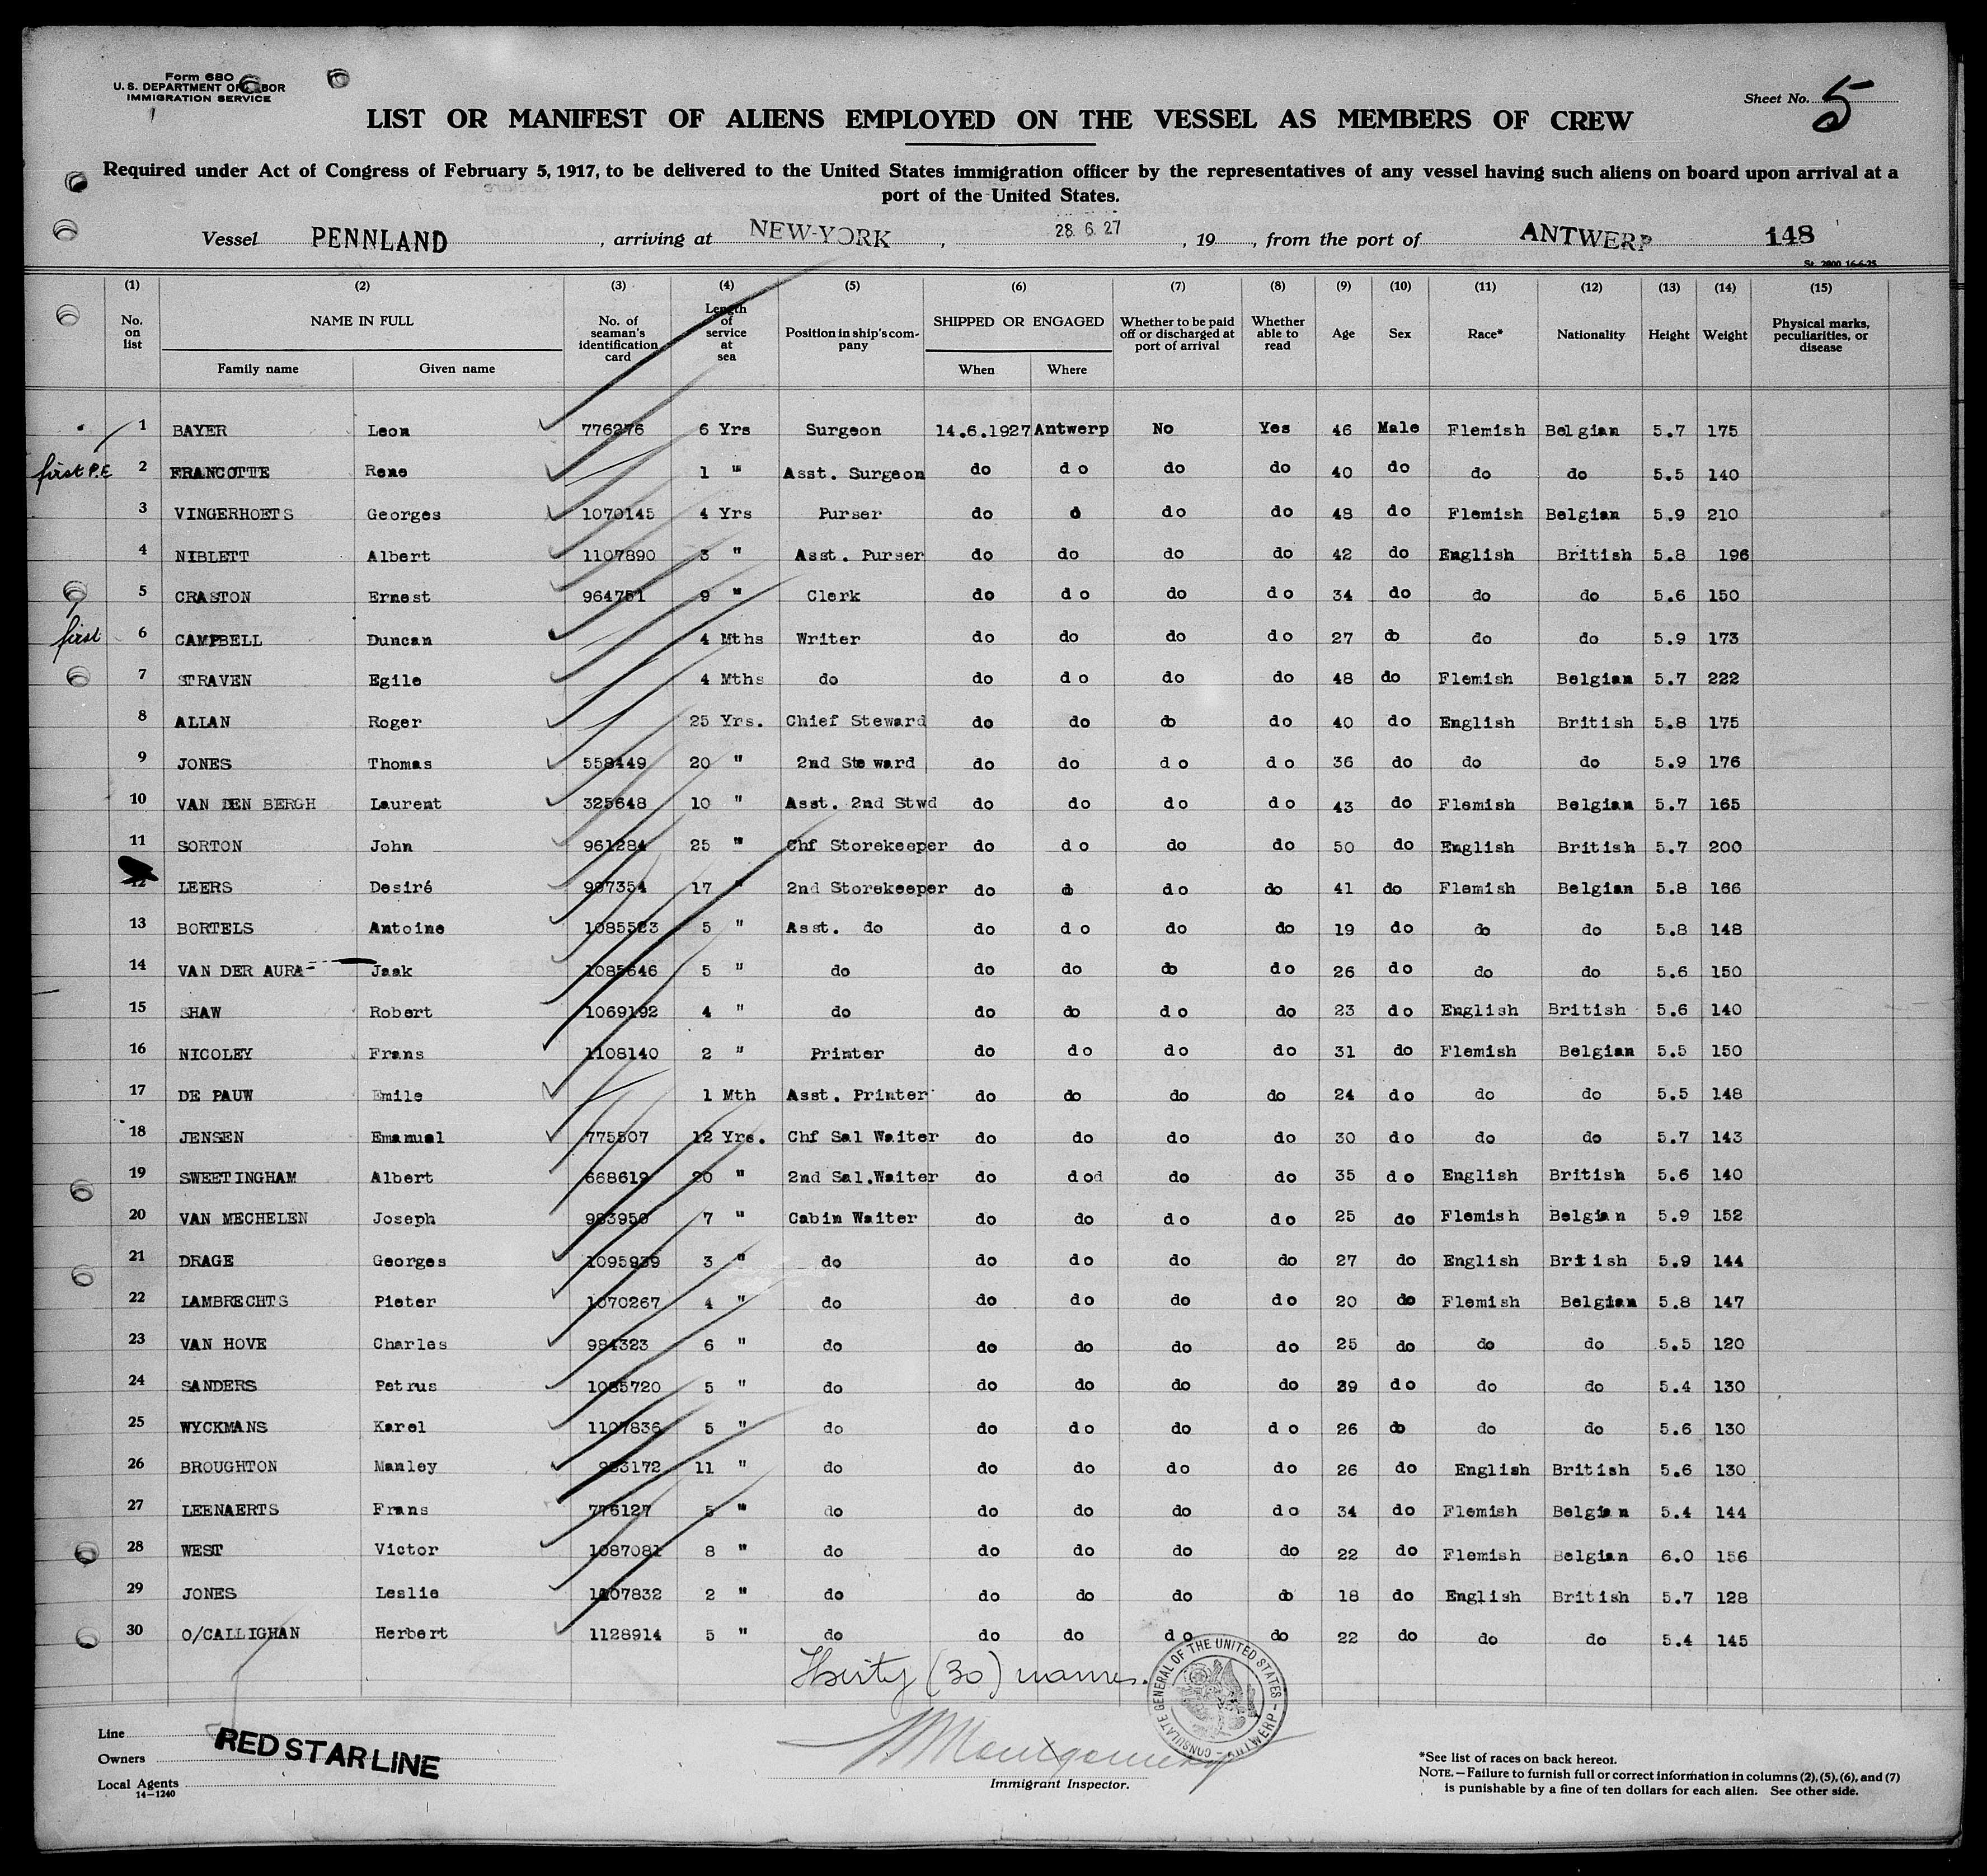 Form 680
U. S. DEPARTMENT OF LABOR
IMMIGRATION SERVICE
Sheet No. 5
LIST OR MANIFEST OF ALIENS EMPLOYED ON THE VESSEL AS MEMBERS OF CREW
Required under Act of Congress of February 5, 1917, to be delivered to the United States immigration officer by the representatives of any vessel having such aliens on board upon arrival at a
port of the United States.
Vessel PENNLAND, arriving at NEW-YORK, 28 6 27, 19, from the port of ANTWERP 148
St. 2800 16-6-25
(1) (2) (3) (4) (5) (6) (7) (8) (9) (10) (11) (12) (13) (14) (15)
No. on list NAME IN FULL No. of seaman's identification card Length of service at sea Position in ship's company SHIPPED OR ENGAGED Whether to be paid off or discharged at port of arrival Whether able to read Age Sex Race* Nationality Height Weight Physical marks, peculiarities, or disease
Family name Given name When Where
1 BAYER Leon 776276 6 Yrs Surgeon 14.6.1927 Antwerp No Yes 46 Male Flemish Belgian 5.7 175
first P.E 2 FRANCOTTE Rene 1 " Asst. Surgeon do do do do 40 do do do 5.5 140
3 VINGERHOETS Georges 1070145 4 Yrs Purser do d do do 48 do Flemish Belgian 5.9 210
4 NIBLETT Albert 1107890 3 " Asst. Purser do do do do 42 do English British 5.8 196
5 CRASTON Ernest 964751 9 " Clerk do do do do 34 do do do 5.6 150
first 6 CAMPBELL Duncan 4 Mths Writer do do do do 27 do do do 5.9 173
7 STRAVEN Egile 4 Mths do do do do do 48 do Flemish Belgian 5.7 222
8 ALLAN Roger 25 Yrs. Chief Steward do do do do 40 do English British 5.8 175
9 JONES Thomas 558449 20 " 2nd Steward do do do do 36 do do do 5.9 176
10 VAN DEN BERGH Laurent 325648 10 " Asst. 2nd Stwd do do do do 43 do Flemish Belgian 5.7 165
11 SORTON John 961284 25 " Chf Storekeeper do do do do 50 do English British 5.7 200
12 LEERS Desiré 907354 17 " 2nd Storekeeper do do do do 41 do Flemish Belgian 5.8 166
13 BORTELS Antoine 1085523 5 " Asst. do do do do do 19 do do do 5.8 148
14 VAN DER AURA Jaak 1085646 5 " do do do do do 26 do do do 5.6 150
15 SHAW Robert 1069192 4 " do do do do do 23 do English British 5.6 140
16 NICOLEY Frans 1108140 2 " Printer do do do do 31 do Flemish Belgian 5.5 150
17 DE PAUW Emile 1 Mth Asst. Printer do do do do 24 do do do 5.5 148
18 JENSEN Emanuel 775507 12 Yrs. Chf Sal Waiter do do do do 30 do do do 5.7 143
19 SWEETINGHAM Albert 668619 20 " 2nd Sal.Waiter do dod do do 35 do English British 5.6 140
20 VAN MECHELEN Joseph 983950 7 " Cabin Waiter do do do do 25 do Flemish Belgian 5.9 152
21 DRAGE Georges 1095939 3 " do do do do do 27 do English British 5.9 144
22 LAMBRECHTS Pieter 1070267 4 " do do do do do 20 do Flemish Belgian 5.8 147
23 VAN HOVE Charles 984323 6 " do do do do do 25 do do do 5.5 120
24 SANDERS Petrus 1085720 5 " do do do do do 29 do do do 5.4 130
25 WYCKMANS Karel 1107836 5 " do do do do do 26 do do do 5.6 130
26 BROUGHTON Manley 983172 11 " do do do do do 26 do English British 5.6 130
27 LEENAERTS Frans 776127 5 " do do do do do 34 do Flemish Belgian 5.4 144
28 WEST Victor 1087081 8 " do do do do do 22 do Flemish Belgian 6.0 156
29 JONES Leslie 1107832 2 " do do do do do 18 do English British 5.7 128
30 O/CALLIGHAN Herbert 1128914 5 " do do do do do 22 do do do 5.4 145
Thirty (30) names.
CONSULATE GENERAL OF THE UNITED STATES - ANTWERP -
Line
Owners RED STAR LINE
Local Agents
14-1240
Montgomery
Immigrant Inspector.
*See list of races on back hereof.
NOTE.—Failure to furnish full or correct information in columns (2), (5), (6), and (7)
is punishable by a fine of ten dollars for each alien. See other side.